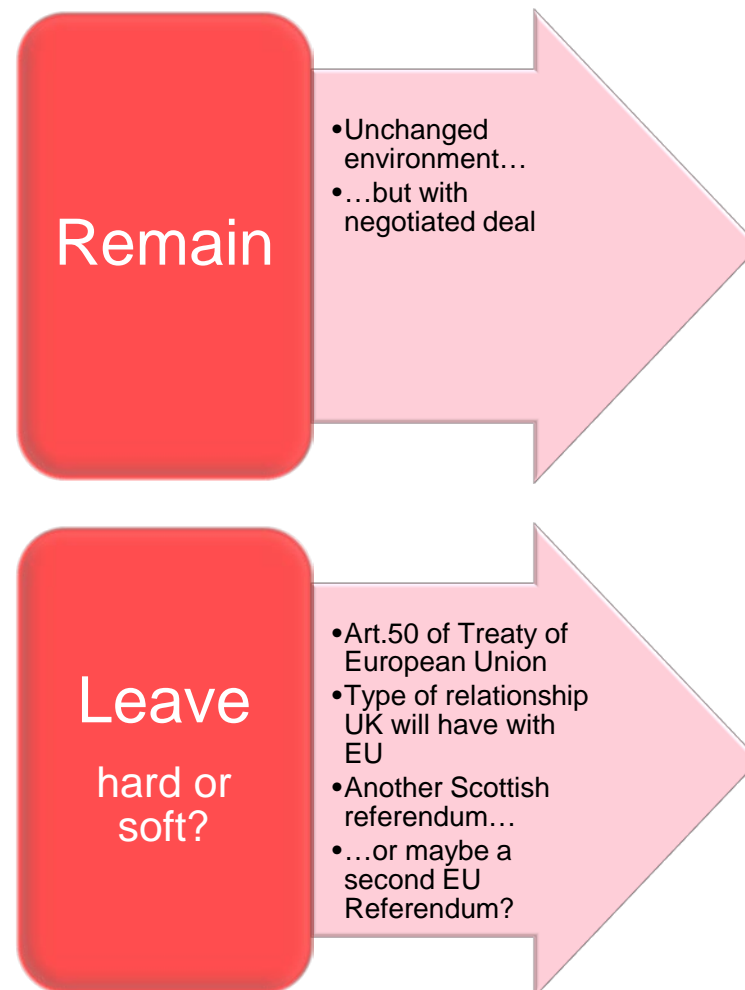 Remain
•Unchanged
environment…
•…but with
negotiated deal
Leave
hard or
soft?
•Art.50 of Treaty of
European Union
•Type of relationship
UK will have with
EU
•Another Scottish
referendum…
•…or maybe a
second EU
Referendum?